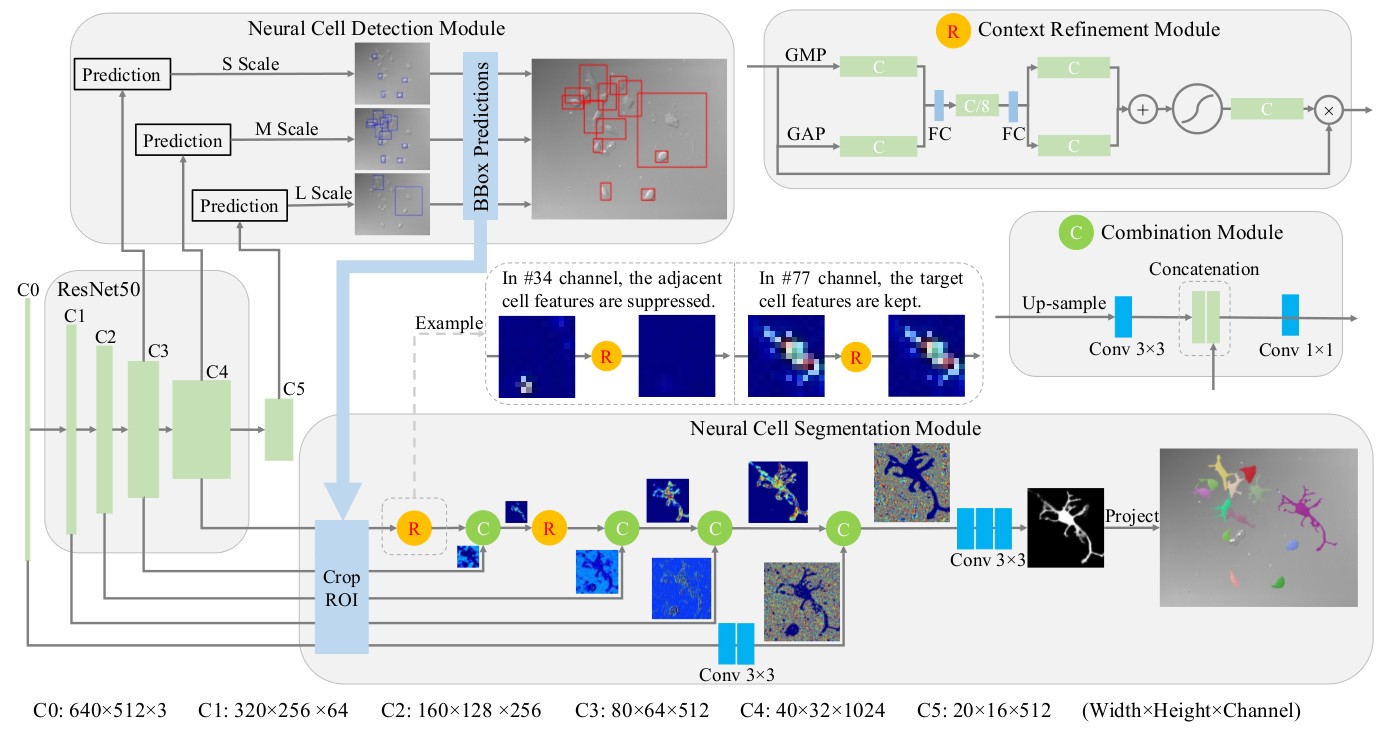 Neural Cell Detection Module
Prediction
S Scale
Prediction
M Scale
Prediction
L Scale
BBox Predictions
R Context Refinement Module
GMP
C
C
GAP
C
C
FC
C/8
FC
+
C
×
C Combination Module
Concatenation
Up-sample
Conv 3×3
Conv 1×1
C0
ResNet50
C1
C2
C3
C4
C5
Example
In #34 channel, the adjacent
cell features are suppressed.
R
In #77 channel, the target
cell features are kept.
R
Neural Cell Segmentation Module
Crop
ROI
R
C
R
C
C
C
Conv 3×3
Conv 3×3
Project
C0: 640×512×3
C1: 320×256 ×64
C2: 160×128 ×256
C3: 80×64×512
C4: 40×32×1024
C5: 20×16×512
(Width×Height×Channel)